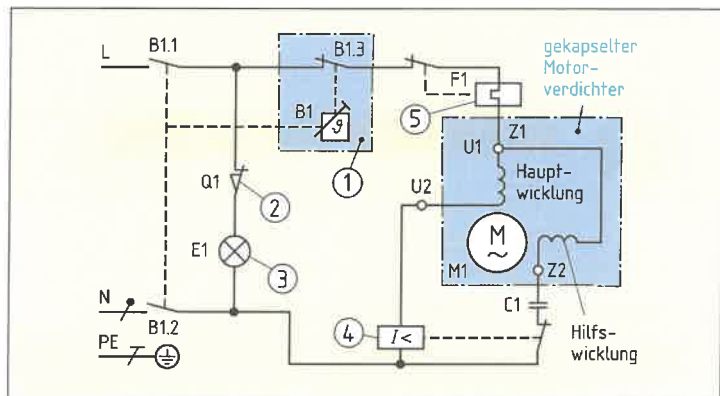 L
B1.1
B1.3
F1
B1
ϑ
1
5
gekapselter
Motor-
verdichter
Z1
U1
U2
Haupt-
wicklung
Q1
2
E1
3
M
~
M1
Z2
C1
N
B1.2
PE
4
I<
Hilfs-
wicklung